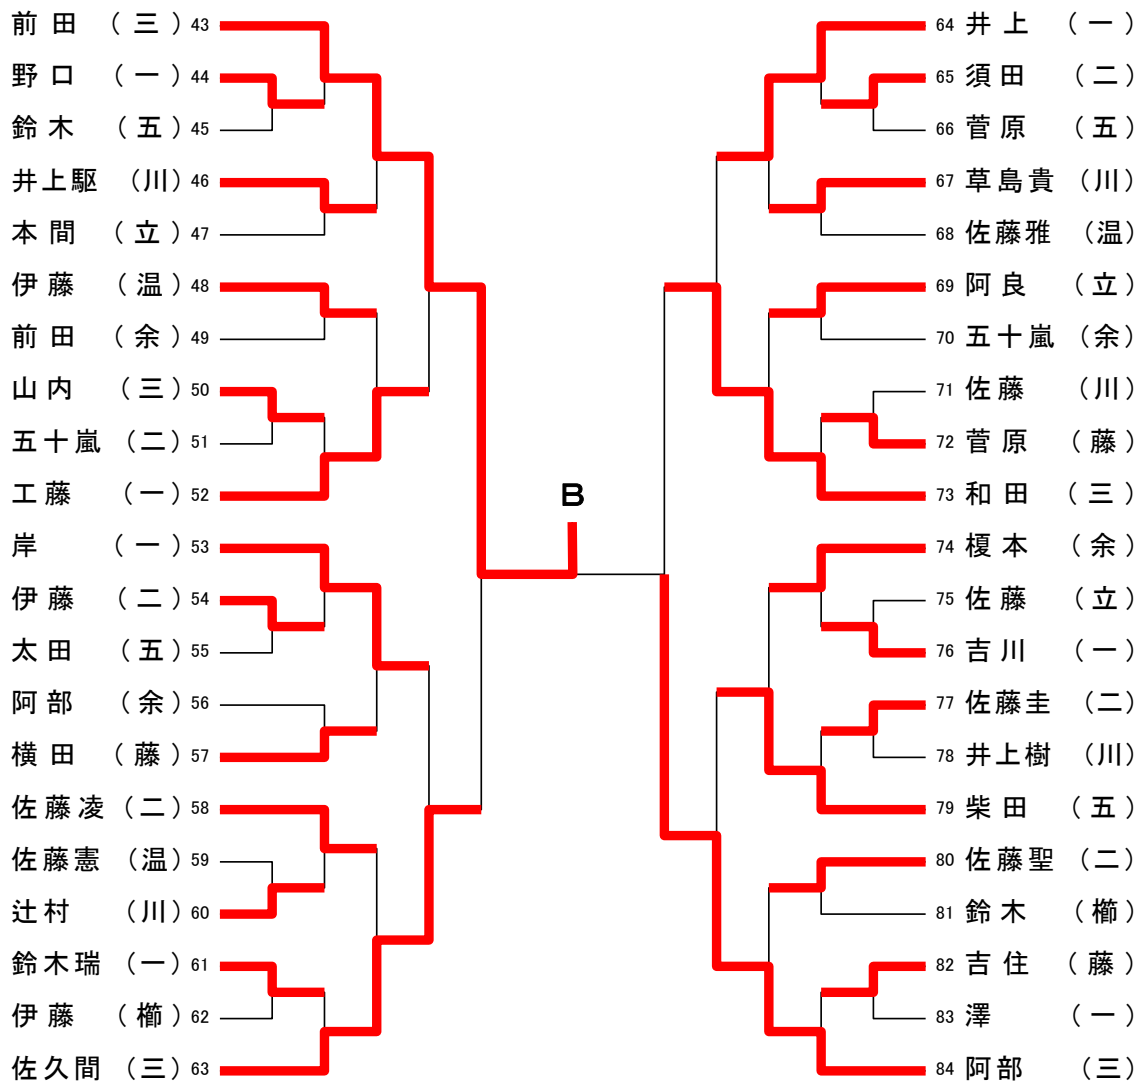 前田 (三) 43
野口 (一) 44
鈴木 (五) 45
井上駆 (川) 46
本間 (立) 47
伊藤 (温) 48
前田 (余) 49
山内 (三) 50
五十嵐 (二) 51
工藤 (一) 52
岸 (一) 53
伊藤 (二) 54
太田 (五) 55
阿部 (余) 56
横田 (藤) 57
佐藤凌 (二) 58
佐藤憲 (温) 59
辻村 (川) 60
鈴木瑞 (一) 61
伊藤 (櫛) 62
佐久間 (三) 63
B
64 井上 (一)
65 須田 (二)
66 菅原 (五)
67 草島貴 (川)
68 佐藤雅 (温)
69 阿良 (立)
70 五十嵐 (余)
71 佐藤 (川)
72 菅原 (藤)
73 和田 (三)
74 榎本 (余)
75 佐藤 (立)
76 吉川 (一)
77 佐藤圭 (二)
78 井上樹 (川)
79 柴田 (五)
80 佐藤聖 (二)
81 鈴木 (櫛)
82 吉住 (藤)
83 澤 (一)
84 阿部 (三)